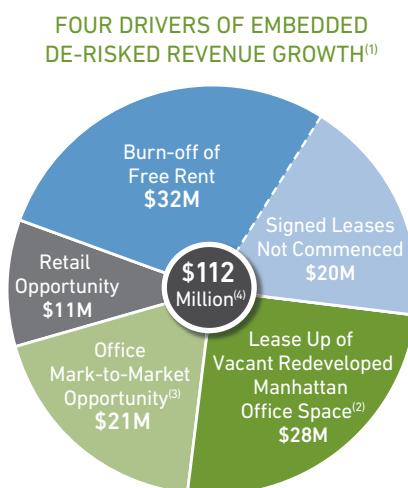 FOUR DRIVERS OF EMBEDDED
DE-RISKED REVENUE GROWTH(1)
Burn-off of
Free Rent
$32M
Signed Leases
Not Commenced
$20M
$112
Million(4)
Retail
Opportunity
$11M
Office
Mark-to-Market
Opportunity(3)
$21M
Lease Up of
Vacant Redeveloped
Manhattan
Office Space(2)
$28M